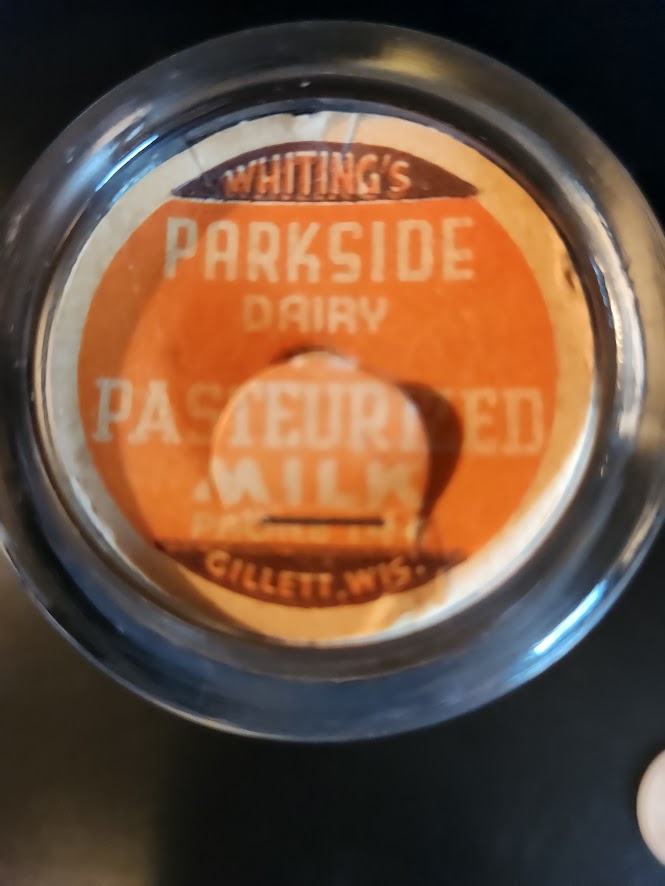 WHITING'S
PARKSIDE
DAIRY
PASTEURIZED
MILK
GILLETT, WIS.